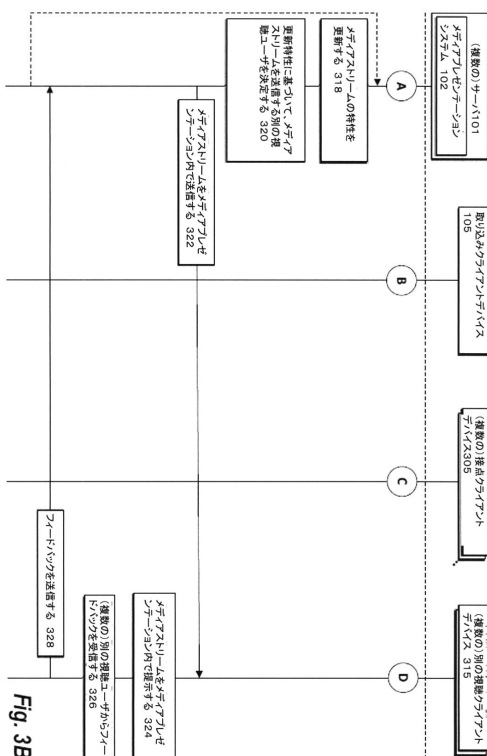 (複数の)サーバ101
メディアプレゼンテーション
システム 102
取り込みクライアントデバイス
105
(複数の)接点クライアント
デバイス305
(複数の)別の視聴クライアント
デバイス 315
A
B
C
D
メディアストリームの特性を
更新する 318
更新特性に基づいて、メディア
ストリームを送信する別の視
聴ユーザを決定する 320
メディアストリームをメディアプレゼ
ンテーション内で送信する 322
メディアストリームをメディアプレゼ
ンテーション内で提示する 324
(複数の)別の視聴ユーザからフィー
ドバックを受信する 326
フィードバックを送信する 328
Fig. 3B